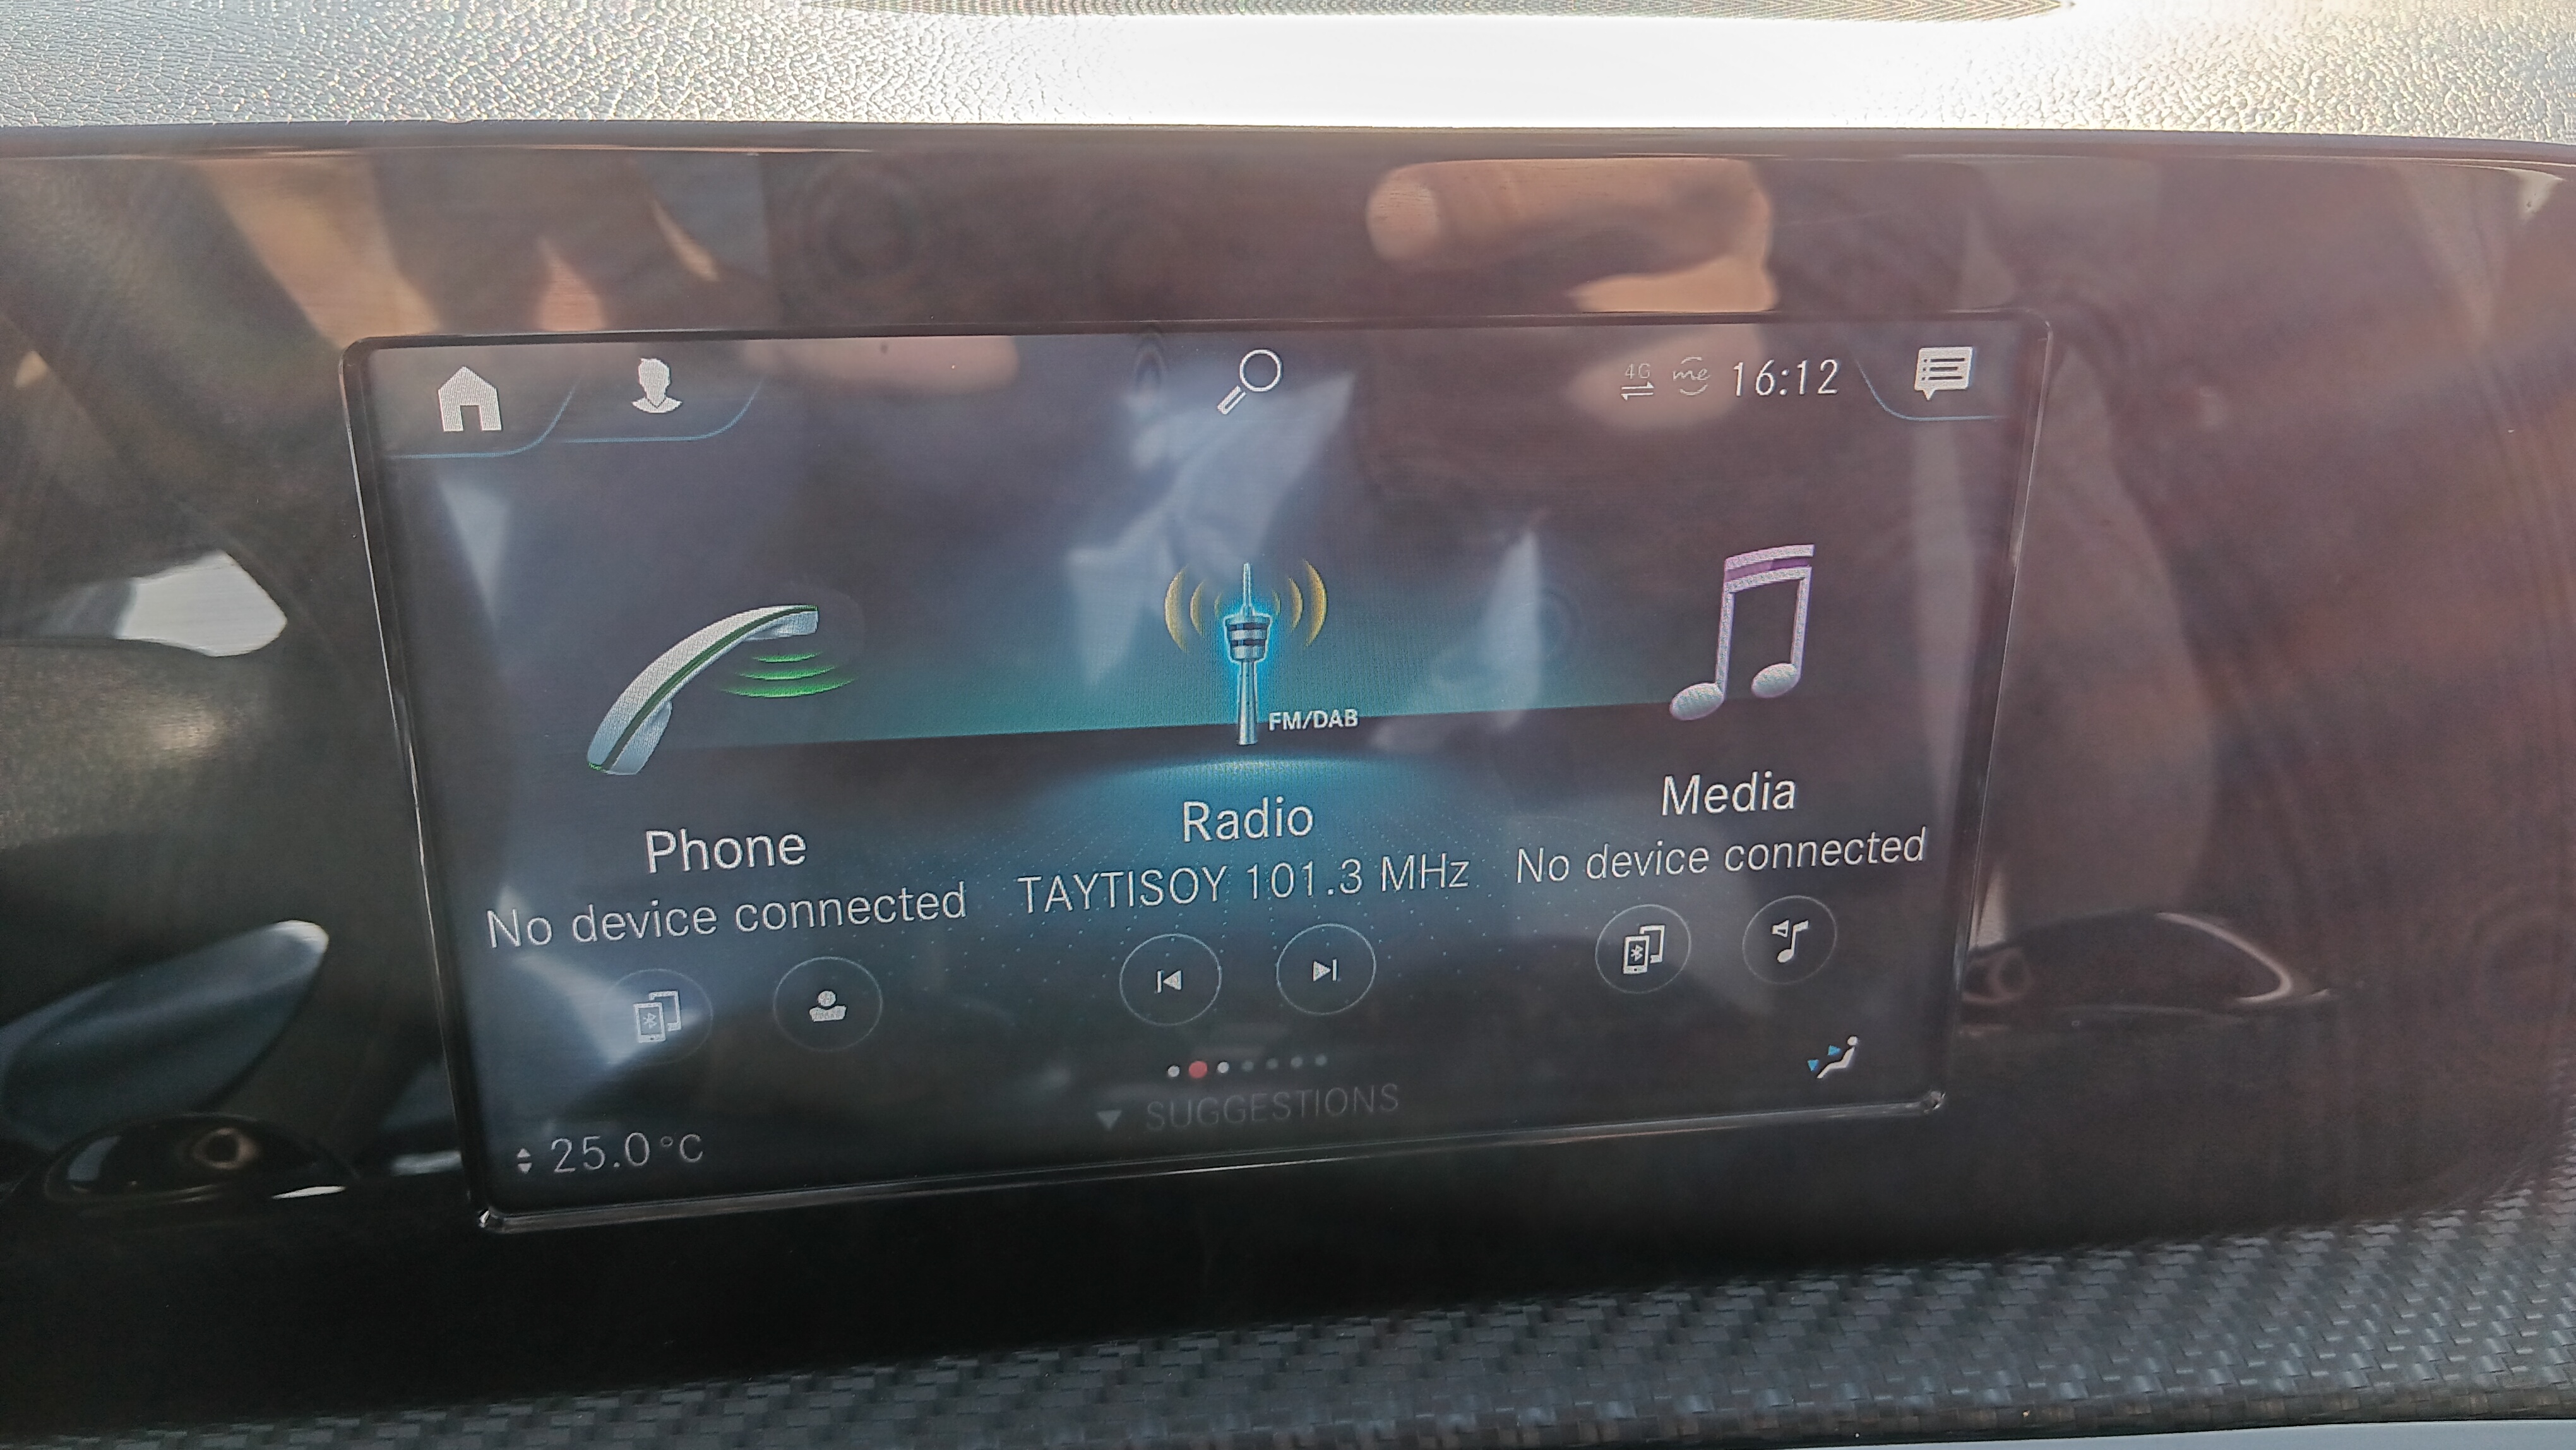 4G me 16:12
FM/DAB
Phone
No device connected
Radio
TAYTISOY 101.3 MHz
Media
No device connected
SUGGESTIONS
25.0°C